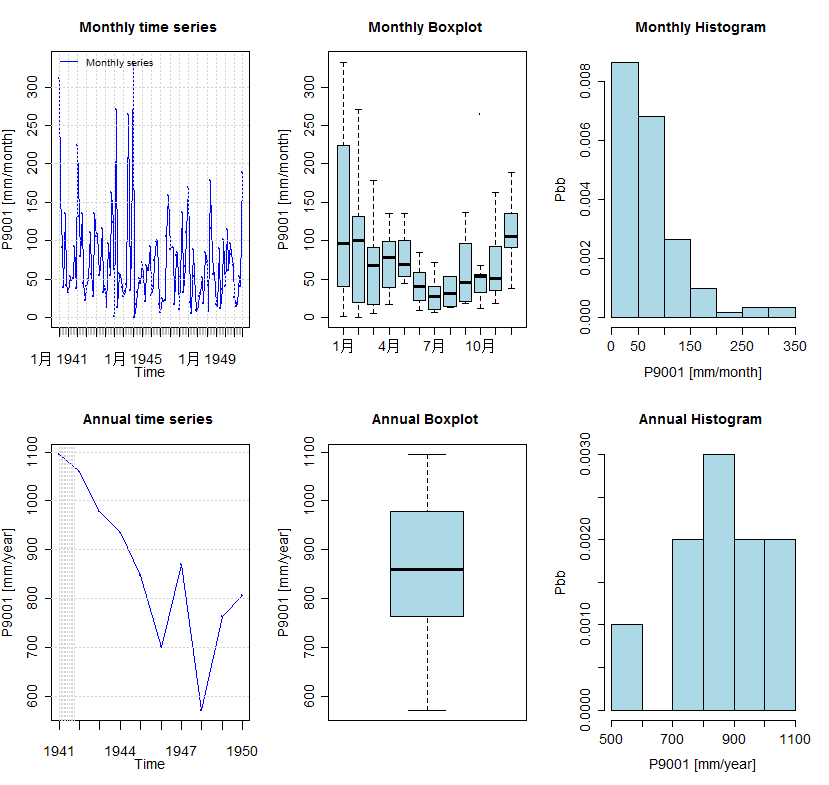 Monthly time series
Monthly series
P9001 [mm/month]
0 50 100 150 200 250 300
1月 1941 1月 1945 1月 1949
Time
Monthly Boxplot
P9001 [mm/month]
0 50 100 150 200 250 300
1月 4月 7月 10月
Monthly Histogram
Pbb
0.000 0.002 0.004 0.006 0.008
0 50 150 250 350
P9001 [mm/month]
Annual time series
P9001 [mm/year]
600 700 800 900 1000 1100
1941 1944 1947 1950
Time
Annual Boxplot
P9001 [mm/year]
600 700 800 900 1000 1100
Annual Histogram
Pbb
0.0000 0.0010 0.0020 0.0030
500 700 900 1100
P9001 [mm/year]